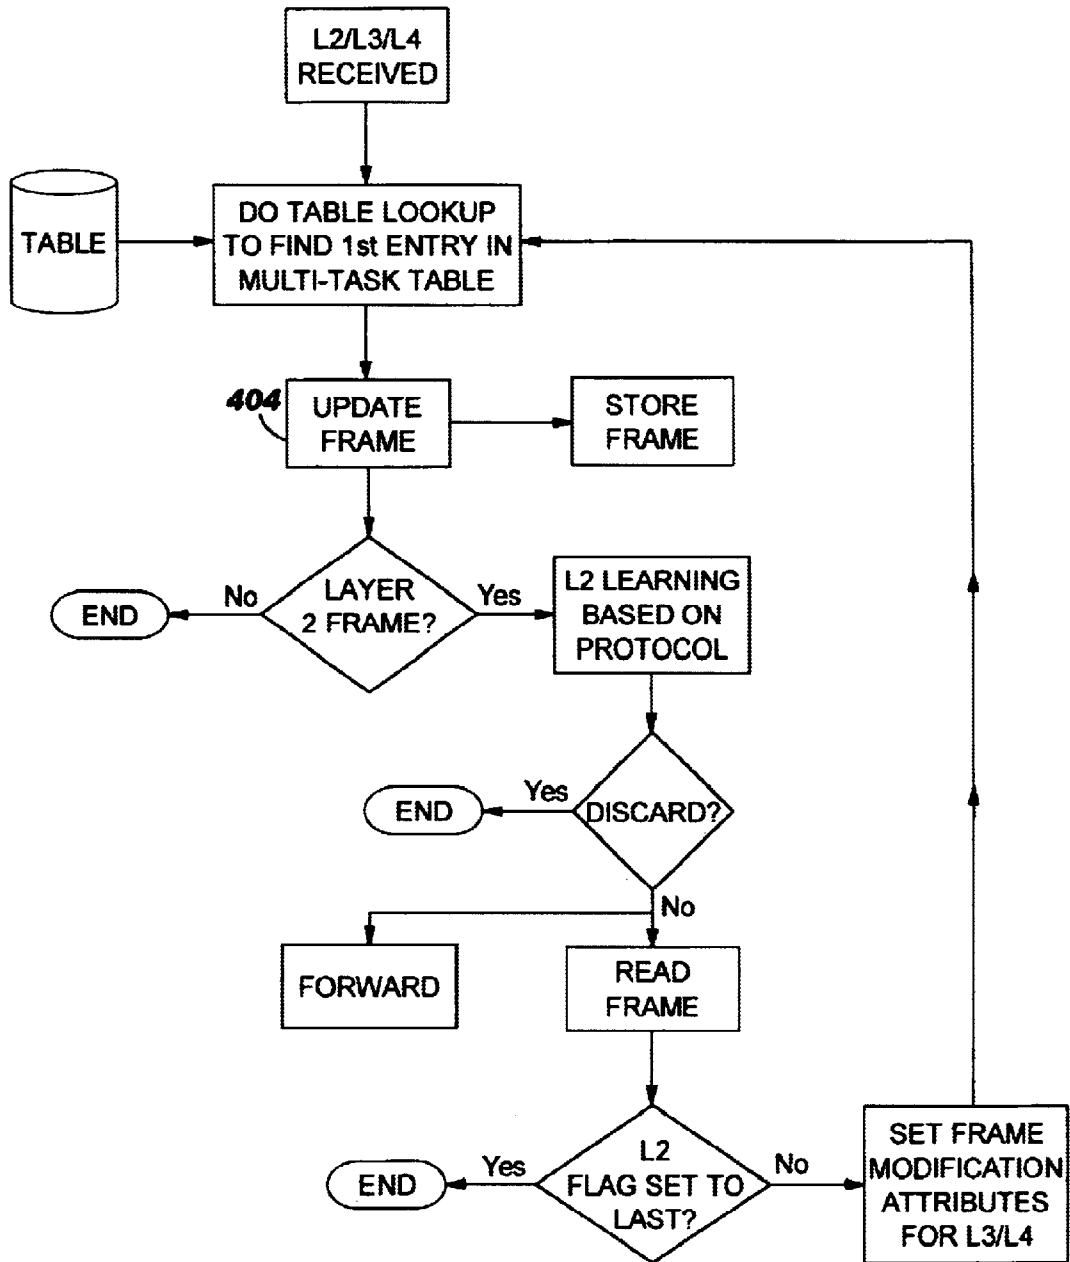 L2/L3/L4
RECEIVED
TABLE
DO TABLE LOOKUP
TO FIND 1st ENTRY IN
MULTI-TASK TABLE
404
UPDATE
FRAME
STORE
FRAME
LAYER
2 FRAME?
No
END
Yes
L2 LEARNING
BASED ON
PROTOCOL
DISCARD?
Yes
END
No
FORWARD
READ
FRAME
L2
FLAG SET TO
LAST?
Yes
END
No
SET FRAME
MODIFICATION
ATTRIBUTES
FOR L3/L4